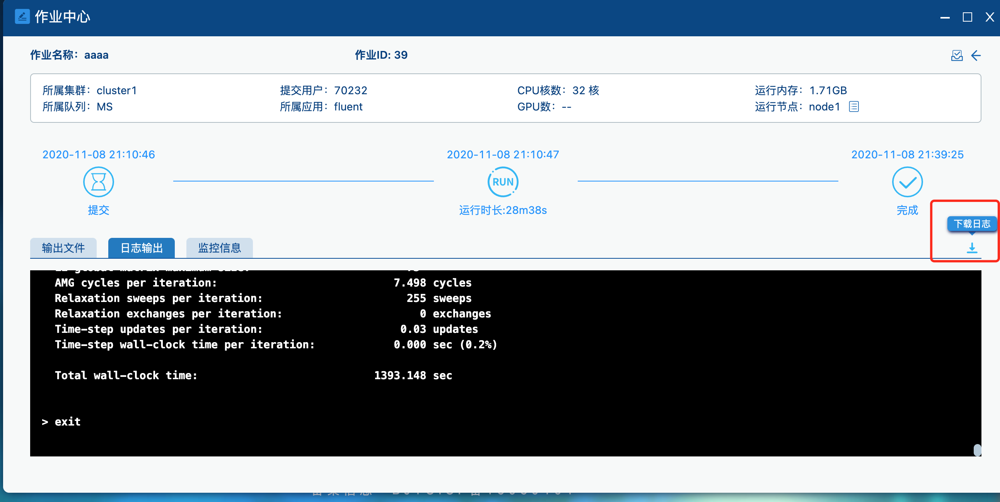 作业中心
作业名称：aaaa
作业ID: 39
所属集群：cluster1
提交用户：70232
CPU核数：32 核
运行内存：1.71GB
所属队列：MS
所属应用：fluent
GPU数：--
运行节点：node1
2020-11-08 21:10:46
2020-11-08 21:10:47
2020-11-08 21:39:25
RUN
提交
运行时长:28m38s
完成
下载日志
输出文件
日志输出
监控信息
AMG cycles per iteration: 7.498 cycles
Relaxation sweeps per iteration: 255 sweeps
Relaxation exchanges per iteration: 0 exchanges
Time-step updates per iteration: 0.03 updates
Time-step wall-clock time per iteration: 0.000 sec (0.2%)
Total wall-clock time: 1393.148 sec
> exit